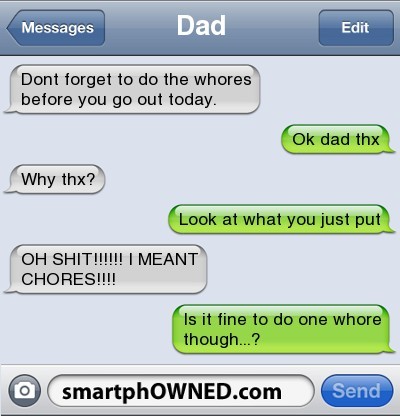 Messages
Dad
Edit
Dont forget to do the whores
before you go out today.
Ok dad thx
Why thx?
Look at what you just put
OH SHIT!!!!!! I MEANT
CHORES!!!!
Is it fine to do one whore
though...?
smartphOWNED.com
Send